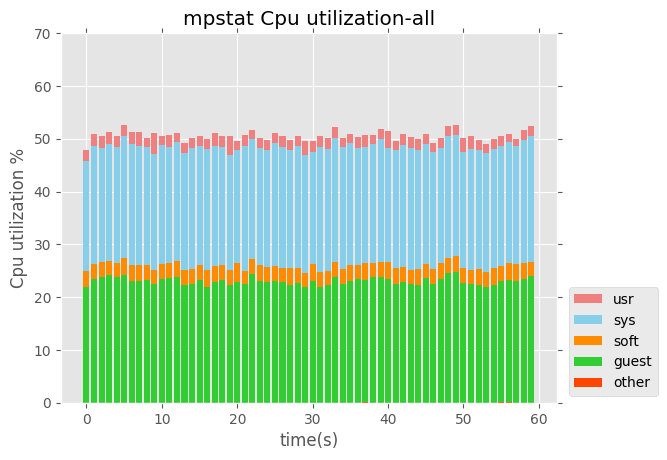 mpstat Cpu utilization-all
70
60
50
40
30
20
10
0
Cpu utilization %
0 10 20 30 40 50 60
time(s)
usr
sys
soft
guest
other